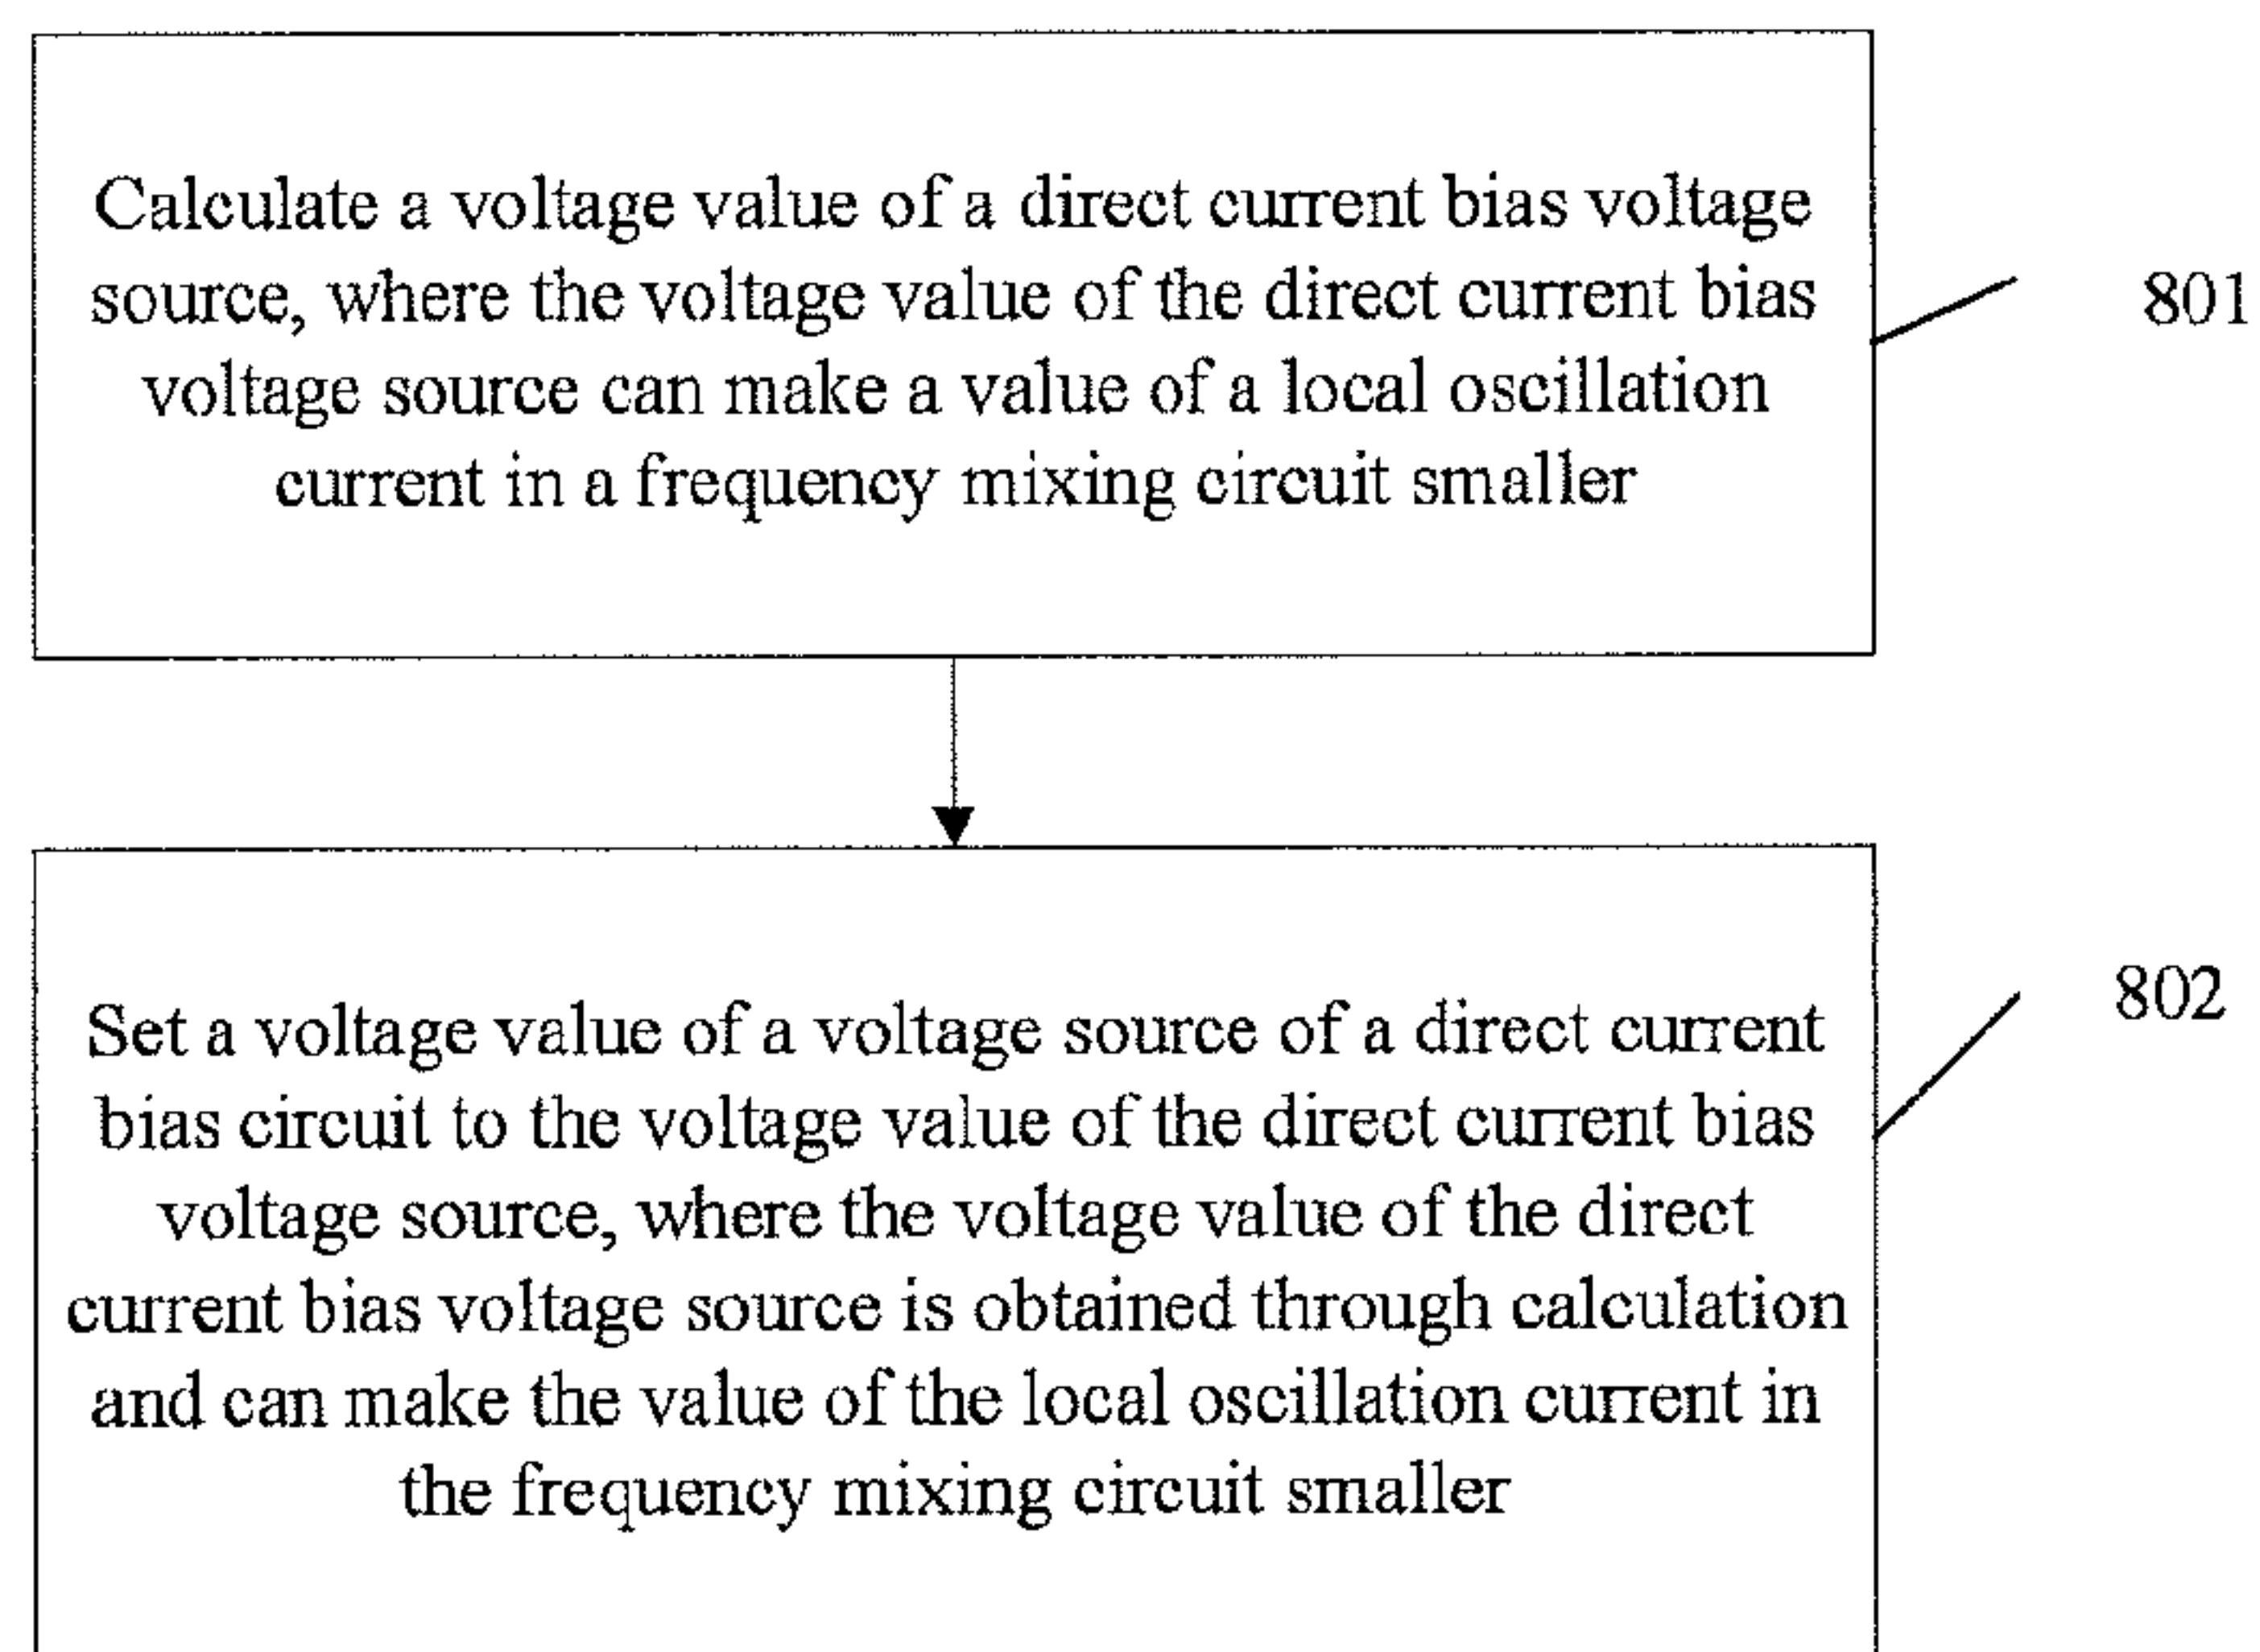 Calculate a voltage value of a direct current bias voltage
source, where the voltage value of the direct current bias
voltage source can make a value of a local oscillation
current in a frequency mixing circuit smaller
801
Set a voltage value of a voltage source of a direct current
bias circuit to the voltage value of the direct current bias
voltage source, where the voltage value of the direct
current bias voltage source is obtained through calculation
and can make the value of the local oscillation current in
the frequency mixing circuit smaller
802